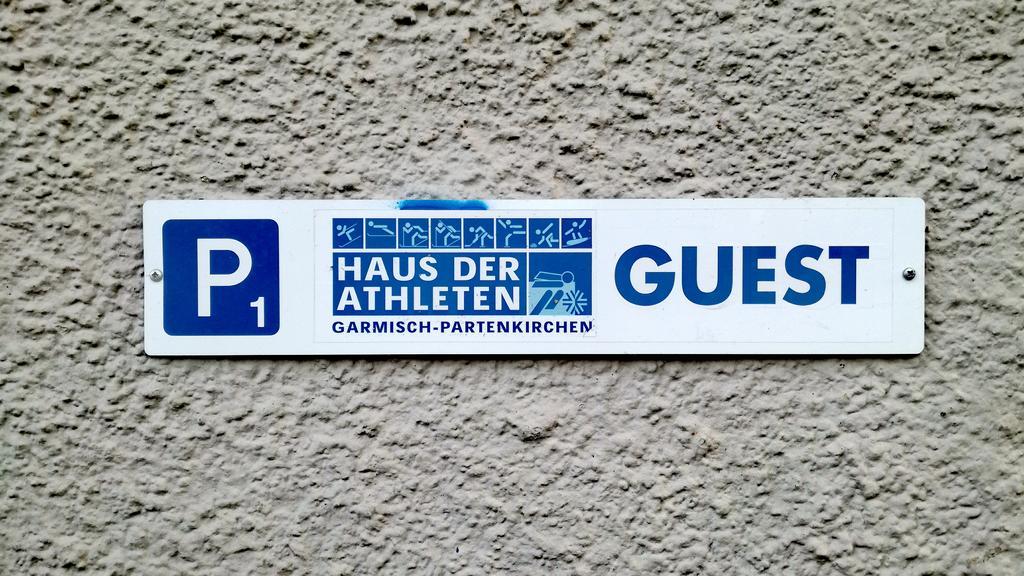 P1
HAUS DER
ATHLETEN
GARMISCH-PARTENKIRCHEN
GUEST